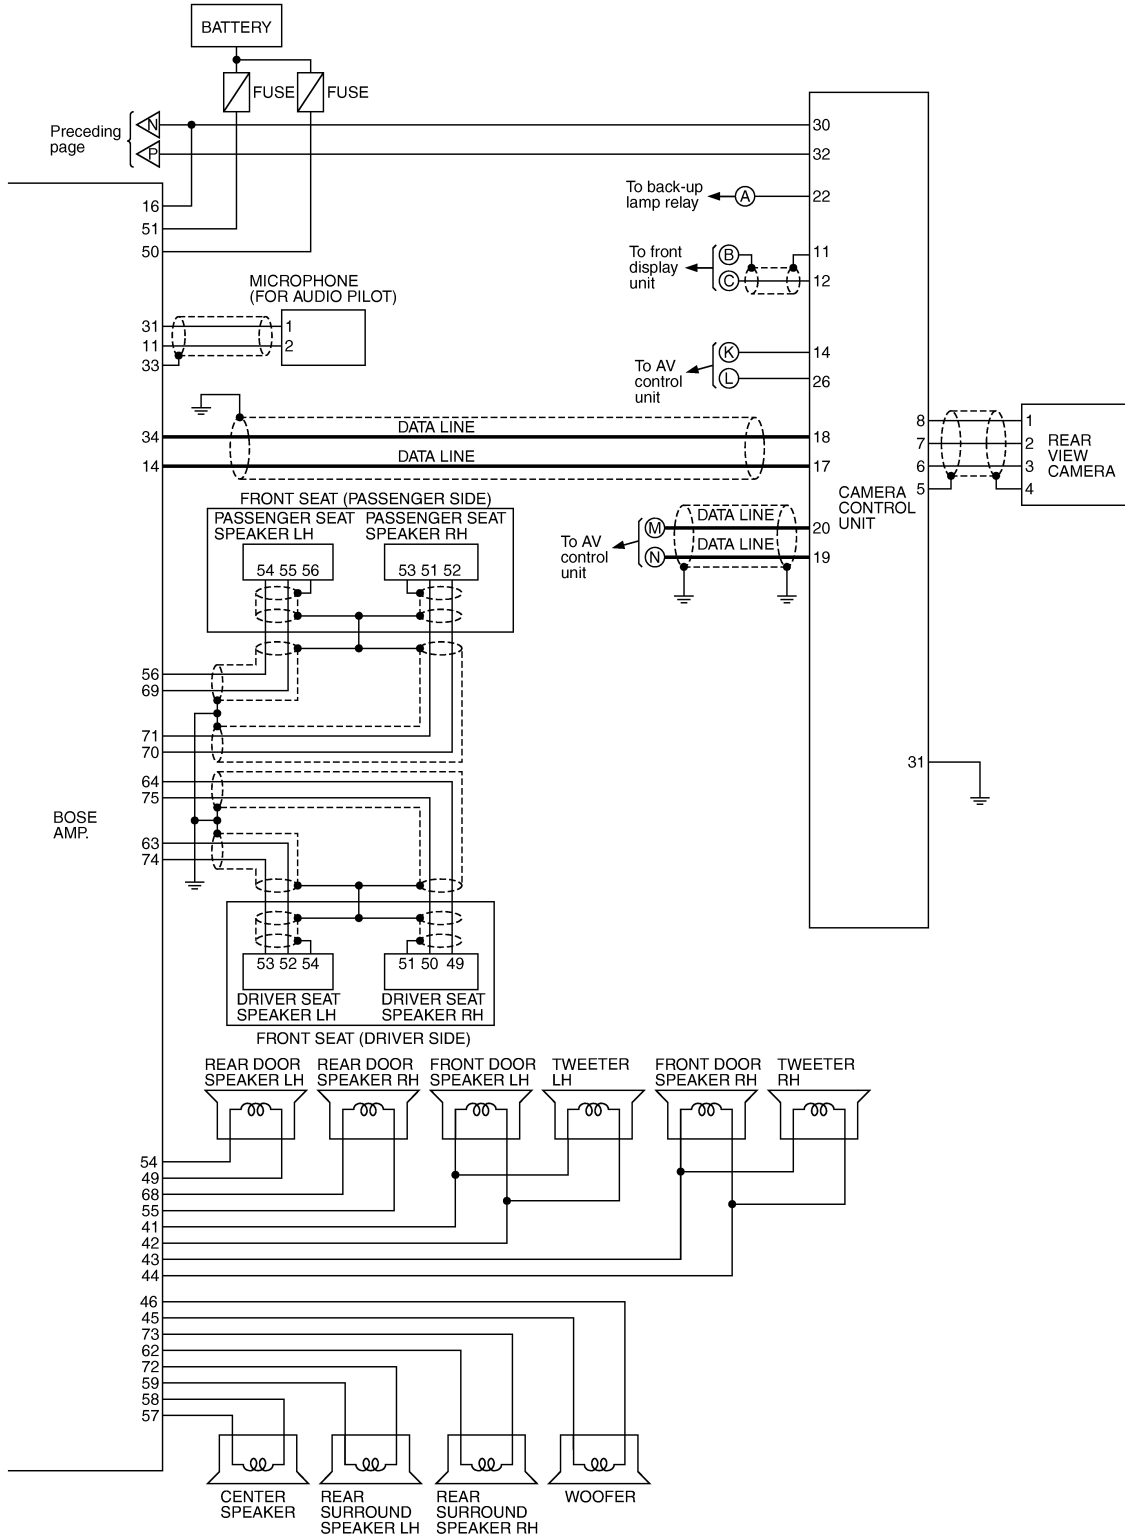 BATTERY
FUSE FUSE
Preceding
page
N
P
30
32
To back-up
lamp relay
A
22
16
51
50
To front
display
unit
B
C
11
12
MICROPHONE
(FOR AUDIO PILOT)
31
11
33
1
2
To AV
control
unit
K
L
14
26
34
14
DATA LINE
DATA LINE
18
17
8
7
6
5
1
2
3
4
REAR
VIEW
CAMERA
CAMERA
CONTROL
UNIT
To AV
control
unit
M
N
DATA LINE
DATA LINE
20
19
31
FRONT SEAT (PASSENGER SIDE)
PASSENGER SEAT
SPEAKER LH
PASSENGER SEAT
SPEAKER RH
54 55 56
53 51 52
56
69
71
70
64
75
63
74
BOSE
AMP.
53 52 54
51 50 49
DRIVER SEAT
SPEAKER LH
DRIVER SEAT
SPEAKER RH
FRONT SEAT (DRIVER SIDE)
REAR DOOR
SPEAKER LH
REAR DOOR
SPEAKER RH
FRONT DOOR
SPEAKER LH
TWEETER
LH
FRONT DOOR
SPEAKER RH
TWEETER
RH
54
49
68
55
41
42
43
44
46
45
73
62
72
59
58
57
CENTER
SPEAKER
REAR
SURROUND
SPEAKER LH
REAR
SURROUND
SPEAKER RH
WOOFER